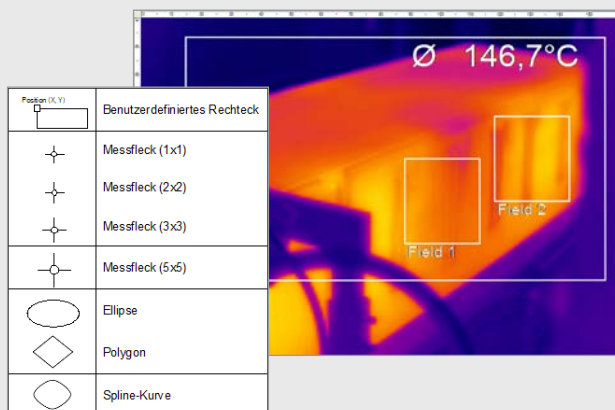 Ø 146,7°C
Field 2
Field 1
Position (X, Y)
Benutzerdefiniertes Rechteck
Messfleck (1x1)
Messfleck (2x2)
Messfleck (3x3)
Messfleck (5x5)
Ellipse
Polygon
Spline-Kurve